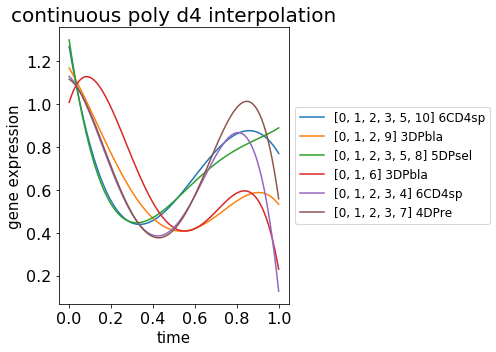 continuous poly d4 interpolation
gene expression
1.2
1.0
0.8
0.6
0.4
0.2
0.0 0.2 0.4 0.6 0.8 1.0
time
[0, 1, 2, 3, 5, 10] 6CD4sp
[0, 1, 2, 9] 3DPbla
[0, 1, 2, 3, 5, 8] 5DPsel
[0, 1, 6] 3DPbla
[0, 1, 2, 3, 4] 6CD4sp
[0, 1, 2, 3, 7] 4DPre